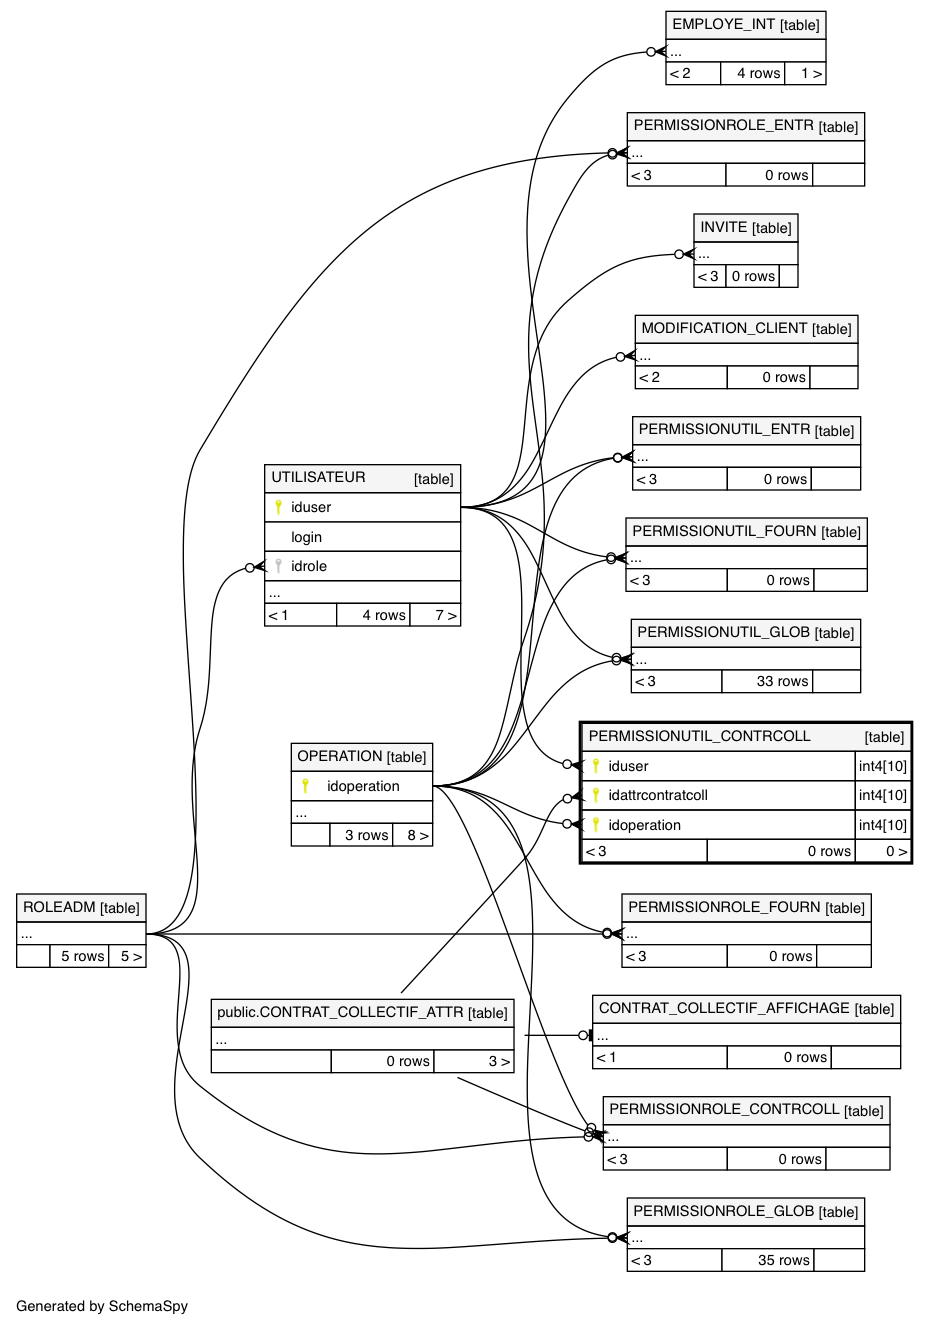 EMPLOYE_INT [table]
...
< 2 4 rows 1 >
PERMISSIONROLE_ENTR [table]
...
< 3 0 rows
INVITE [table]
...
< 3 0 rows
MODIFICATION_CLIENT [table]
...
< 2 0 rows
PERMISSIONUTIL_ENTR [table]
...
< 3 0 rows
UTILISATEUR [table]
iduser
login
idrole
...
< 1 4 rows 7 >
PERMISSIONUTIL_FOURN [table]
...
< 3 0 rows
PERMISSIONUTIL_GLOB [table]
...
< 3 33 rows
PERMISSIONUTIL_CONTRCOLL [table]
iduser int4[10]
idattrcontratcoll int4[10]
idoperation int4[10]
< 3 0 rows 0 >
OPERATION [table]
idoperation
...
3 rows 8 >
ROLEADM [table]
...
5 rows 5 >
PERMISSIONROLE_FOURN [table]
...
< 3 0 rows
public.CONTRAT_COLLECTIF_ATTR [table]
...
0 rows 3 >
CONTRAT_COLLECTIF_AFFICHAGE [table]
...
< 1 0 rows
PERMISSIONROLE_CONTRCOLL [table]
...
< 3 0 rows
PERMISSIONROLE_GLOB [table]
...
< 3 35 rows
Generated by SchemaSpy